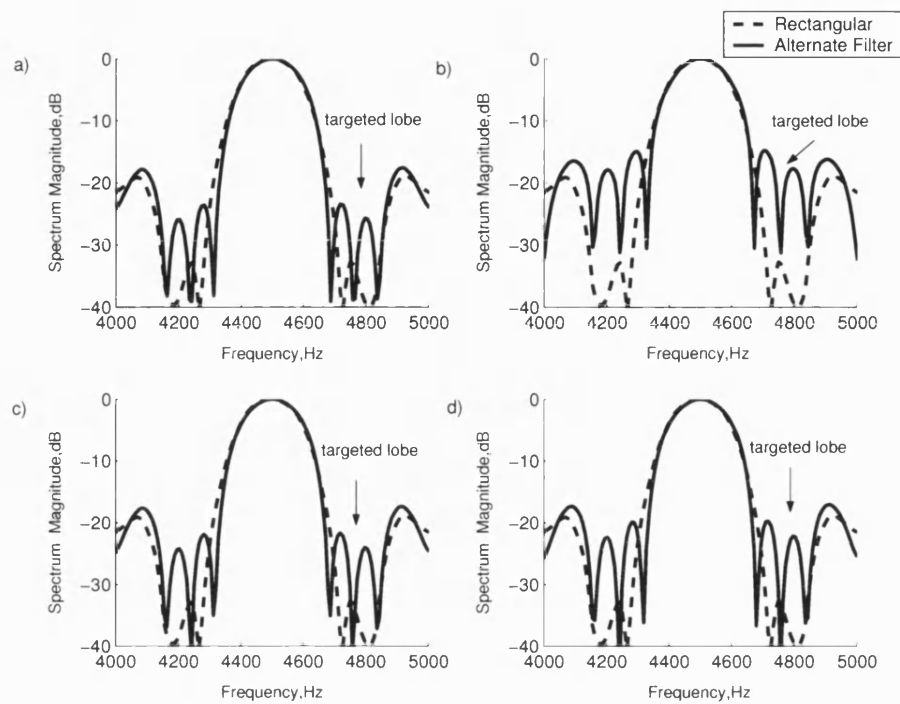 Rectangular
Alternate Filter
a)
0
−10
−20
−30
−40
Spectrum Magnitude,dB
targeted lobe
4000 4200 4400 4600 4800 5000
Frequency,Hz
b)
0
−10
−20
−30
−40
Spectrum Magnitude,dB
targeted lobe
4000 4200 4400 4600 4800 5000
Frequency,Hz
c)
0
−10
−20
−30
−40
Spectrum Magnitude,dB
targeted lobe
4000 4200 4400 4600 4800 5000
Frequency,Hz
d)
0
−10
−20
−30
−40
Spectrum Magnitude,dB
targeted lobe
4000 4200 4400 4600 4800 5000
Frequency,Hz